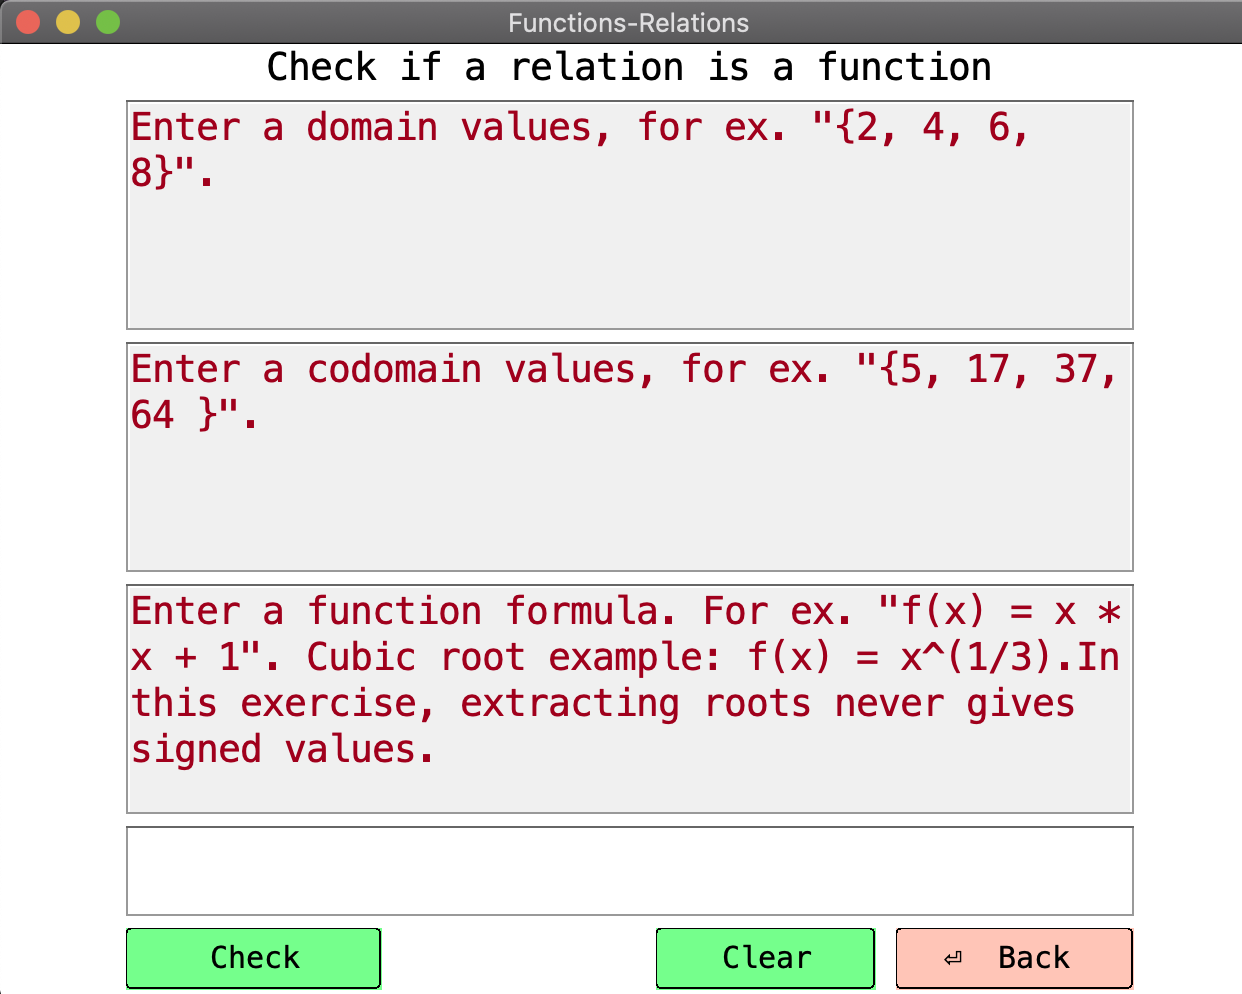 Functions-Relations
Check if a relation is a function
Enter a domain values, for ex. "{2, 4, 6,
8}".
Enter a codomain values, for ex. "{5, 17, 37,
64 }".
Enter a function formula. For ex. "f(x) = x *
x + 1". Cubic root example: f(x) = x^(1/3).In
this exercise, extracting roots never gives
signed values.
Check
Clear
⏎ Back